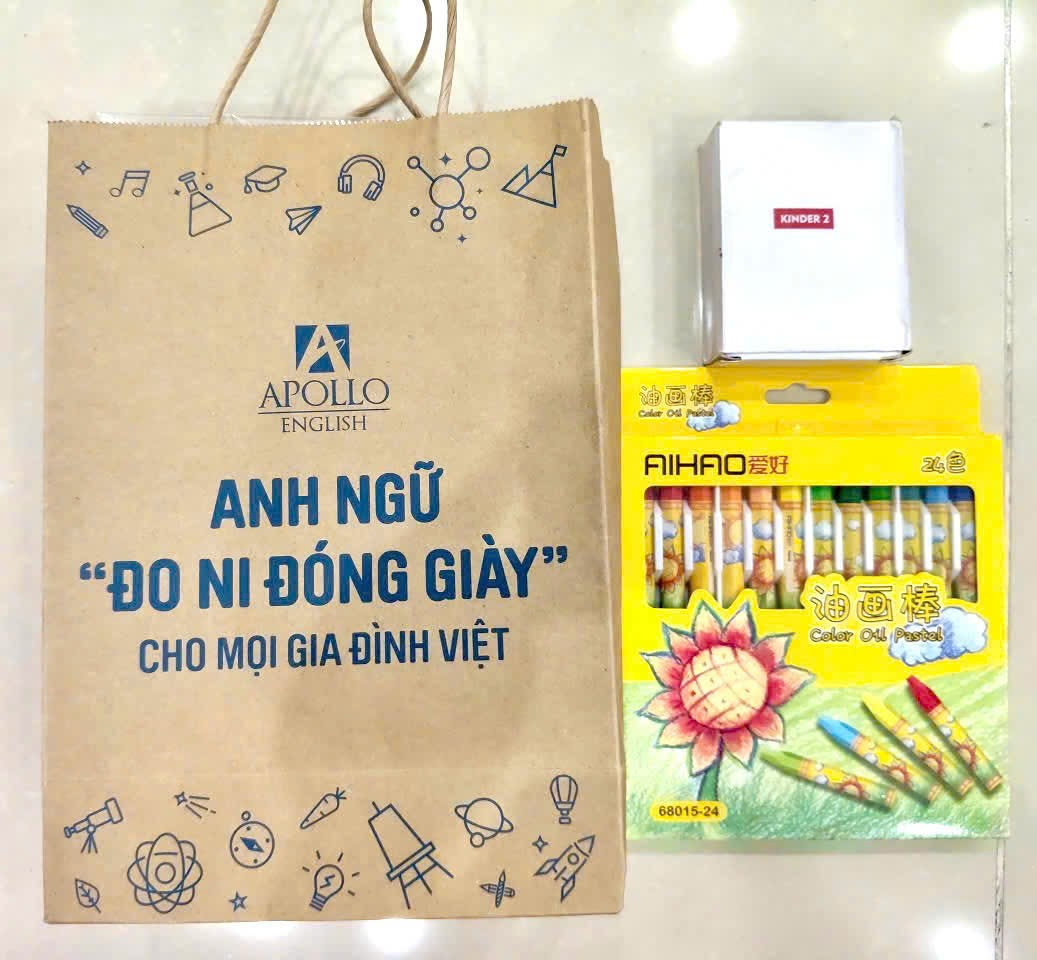 APOLLO
ENGLISH
ANH NGỮ
“ĐO NI ĐÓNG GIÀY”
CHO MỌI GIA ĐÌNH VIỆT
KINDER 2
油画棒
Color Oil Pastel
AIHAO爱好
24色
油画棒
Color Oil Pastel
68015-24